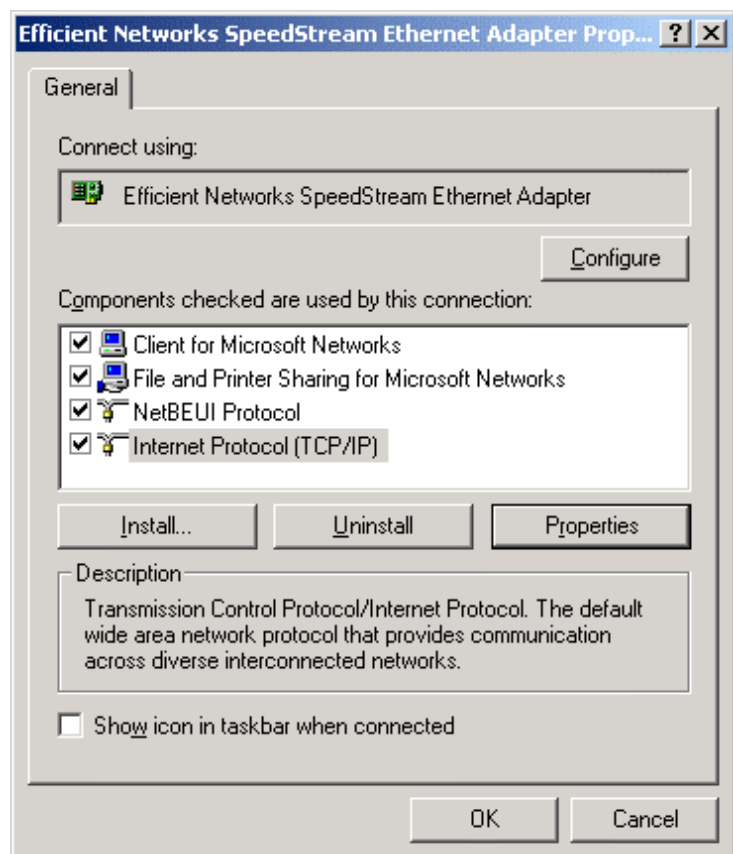 Efficient Networks SpeedStream Ethernet Adapter Prop...
General
Connect using:
Efficient Networks SpeedStream Ethernet Adapter
Configure
Components checked are used by this connection:
Client for Microsoft Networks
File and Printer Sharing for Microsoft Networks
NetBEUI Protocol
Internet Protocol (TCP/IP)
Install... Uninstall Properties
Description
Transmission Control Protocol/Internet Protocol. The default
wide area network protocol that provides communication
across diverse interconnected networks.
Show icon in taskbar when connected
OK Cancel